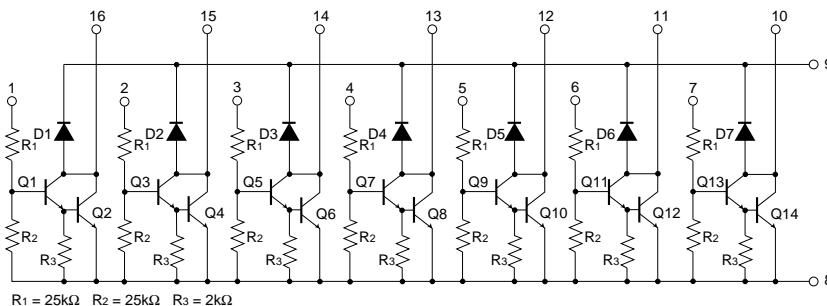 16 15 14 13 12 11 10
9
1 2 3 4 5 6 7
D1 D2 D3 D4 D5 D6 D7
R1 R1 R1 R1 R1 R1 R1
Q1 Q3 Q5 Q7 Q9 Q11 Q13
Q2 Q4 Q6 Q8 Q10 Q12 Q14
R2 R2 R2 R2 R2 R2 R2
R3 R3 R3 R3 R3 R3 R3
8
R1 = 25kΩ R2 = 25kΩ R3 = 2kΩ